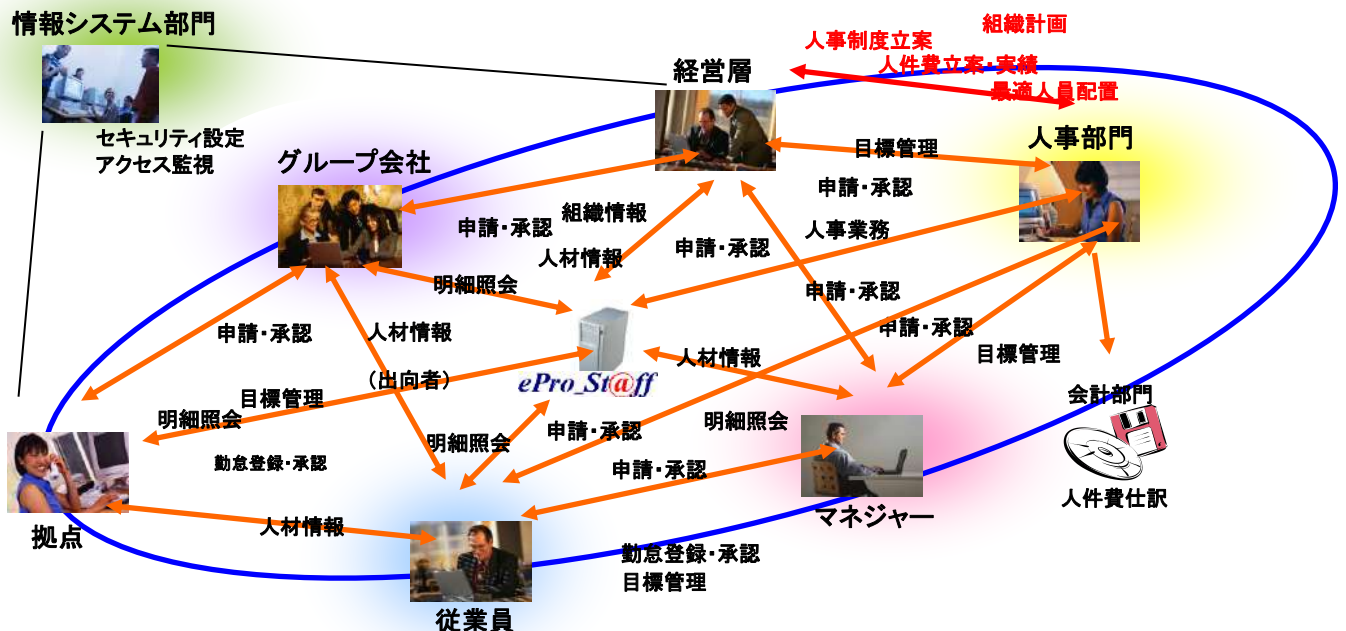 情報システム部門
組織計画
人事制度立案
人件費立案・実績
最適人員配置
経営層
セキュリティ設定
アクセス監視
グループ会社
人事部門
目標管理
申請・承認
組織情報
申請・承認
人事業務
人材情報
申請・承認
明細照会
申請・承認
申請・承認
人材情報
申請・承認
目標管理
人材情報
(出向者)
ePro_St@ff
目標管理
明細照会
会計部門
明細照会
申請・承認
明細照会
勤怠登録・承認
申請・承認
人件費仕訳
マネジャー
人材情報
拠点
勤怠登録・承認
目標管理
従業員